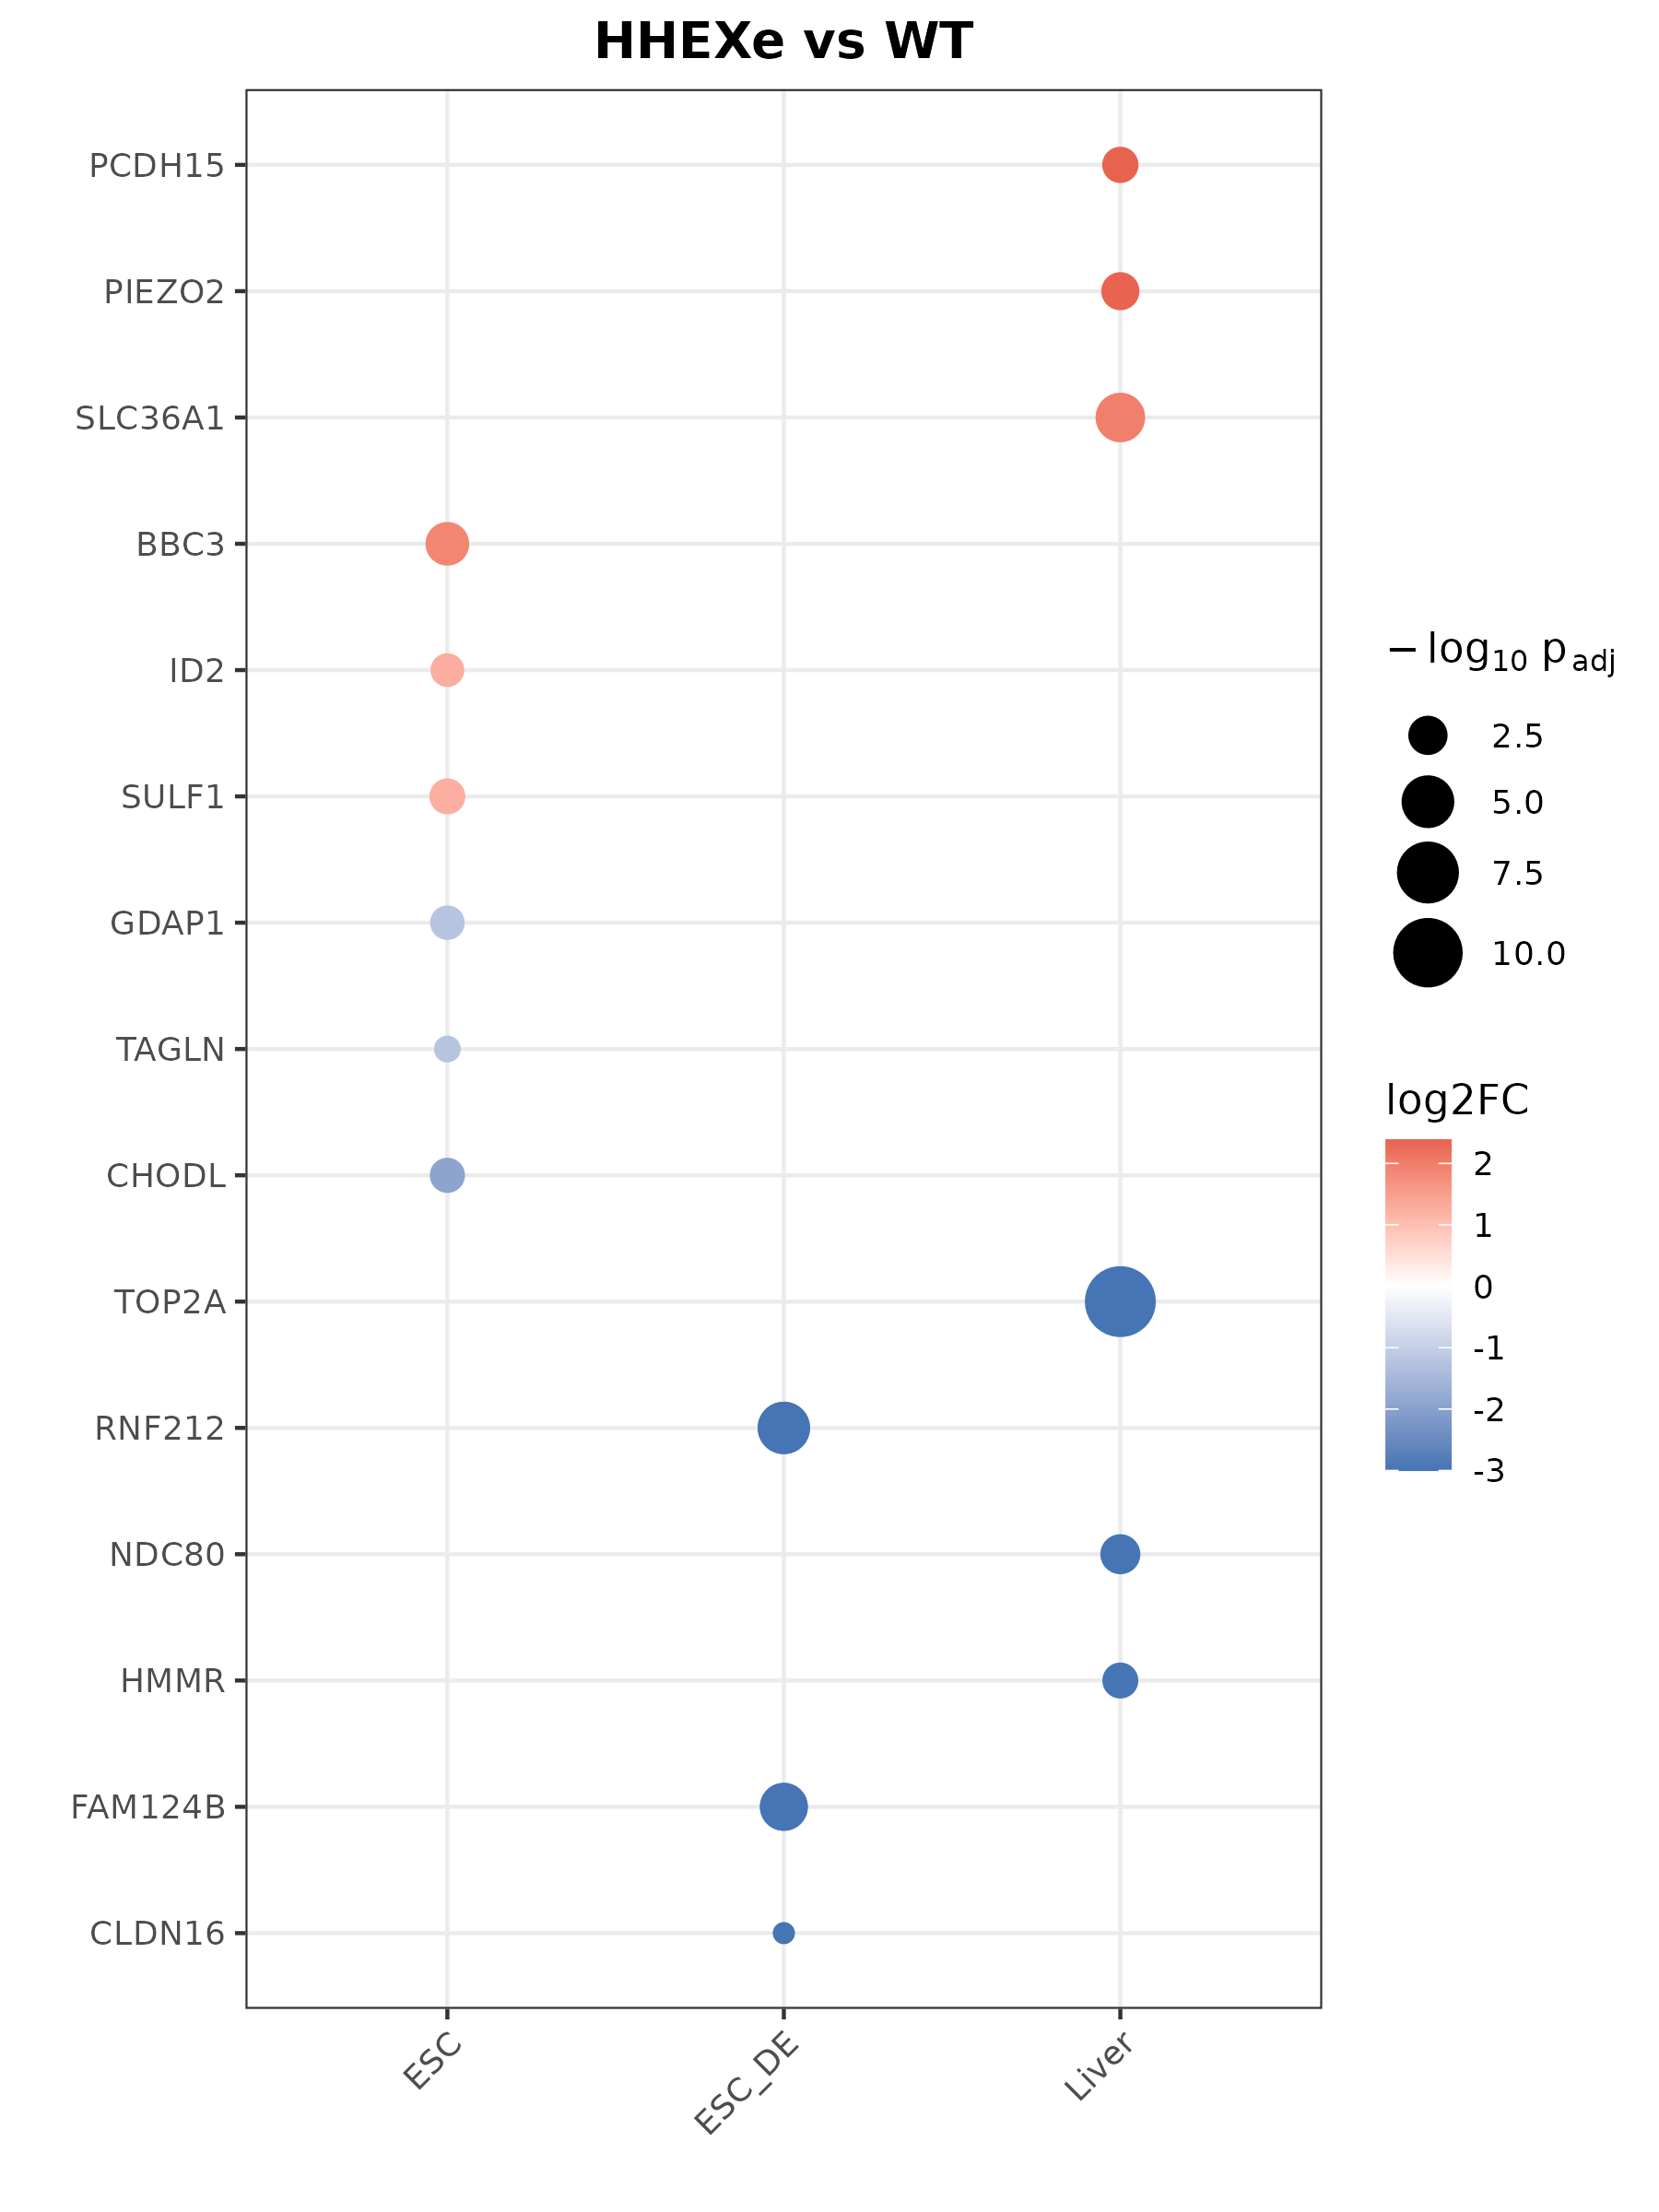 HHEXe vs WT
PCDH15
PIEZO2
SLC36A1
BBC3
ID2
SULF1
GDAP1
TAGLN
CHODL
TOP2A
RNF212
NDC80
HMMR
FAM124B
CLDN16
ESC
ESC_DE
Liver
−log10 padj
2.5
5.0
7.5
10.0
log2FC
2
1
0
-1
-2
-3